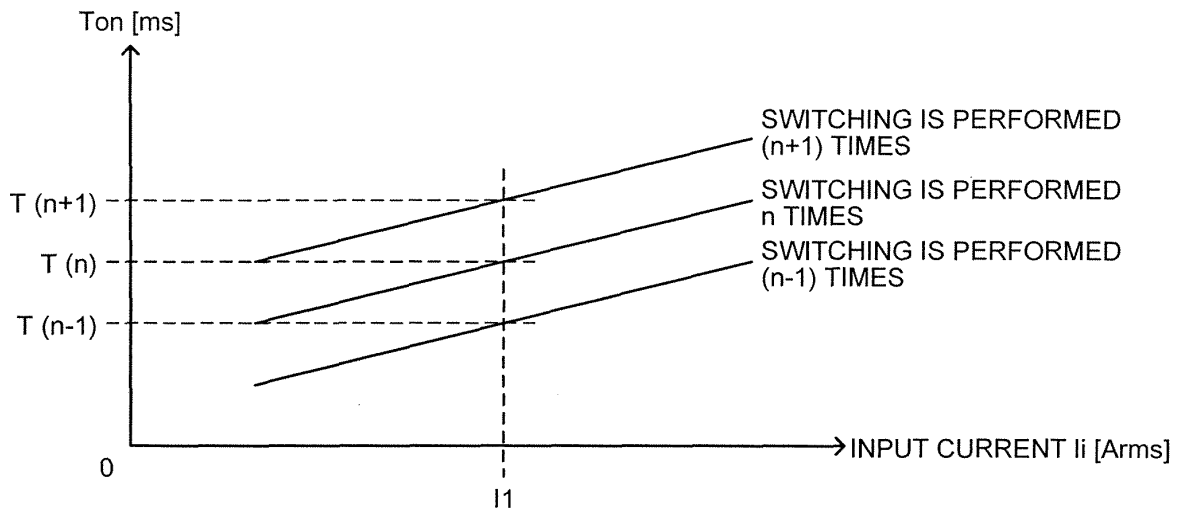 Ton [ms]
SWITCHING IS PERFORMED
(n+1) TIMES
T (n+1)
SWITCHING IS PERFORMED
n TIMES
T (n)
SWITCHING IS PERFORMED
(n-1) TIMES
T (n-1)
0
INPUT CURRENT Ii [Arms]
I1